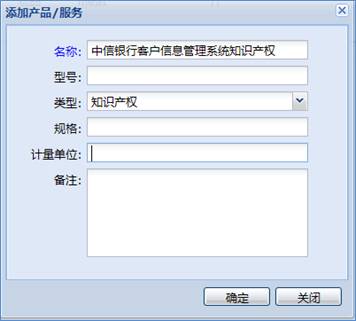 添加产品/服务
名称: 中信银行客户信息管理系统知识产权
型号:
类型: 知识产权
规格:
计量单位:
备注:
确定 关闭